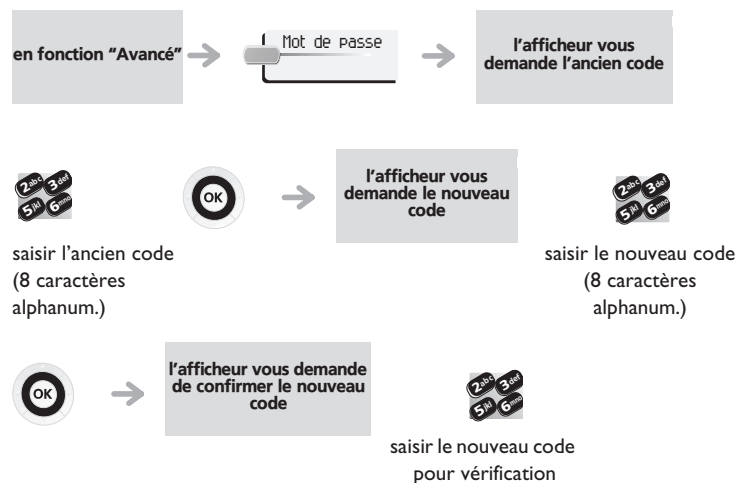 en fonction “Avancé”
Mot de passe
l’afficheur vous
demande l’ancien code
2abc 3def
5jkl 6mno
OK
l’afficheur vous
demande le nouveau
code
2abc 3def
5jkl 6mno
saisir l’ancien code
(8 caractères
alphanum.)
saisir le nouveau code
(8 caractères
alphanum.)
OK
l’afficheur vous demande
de confirmer le nouveau
code
2abc 3def
5jkl 6mno
saisir le nouveau code
pour vérification